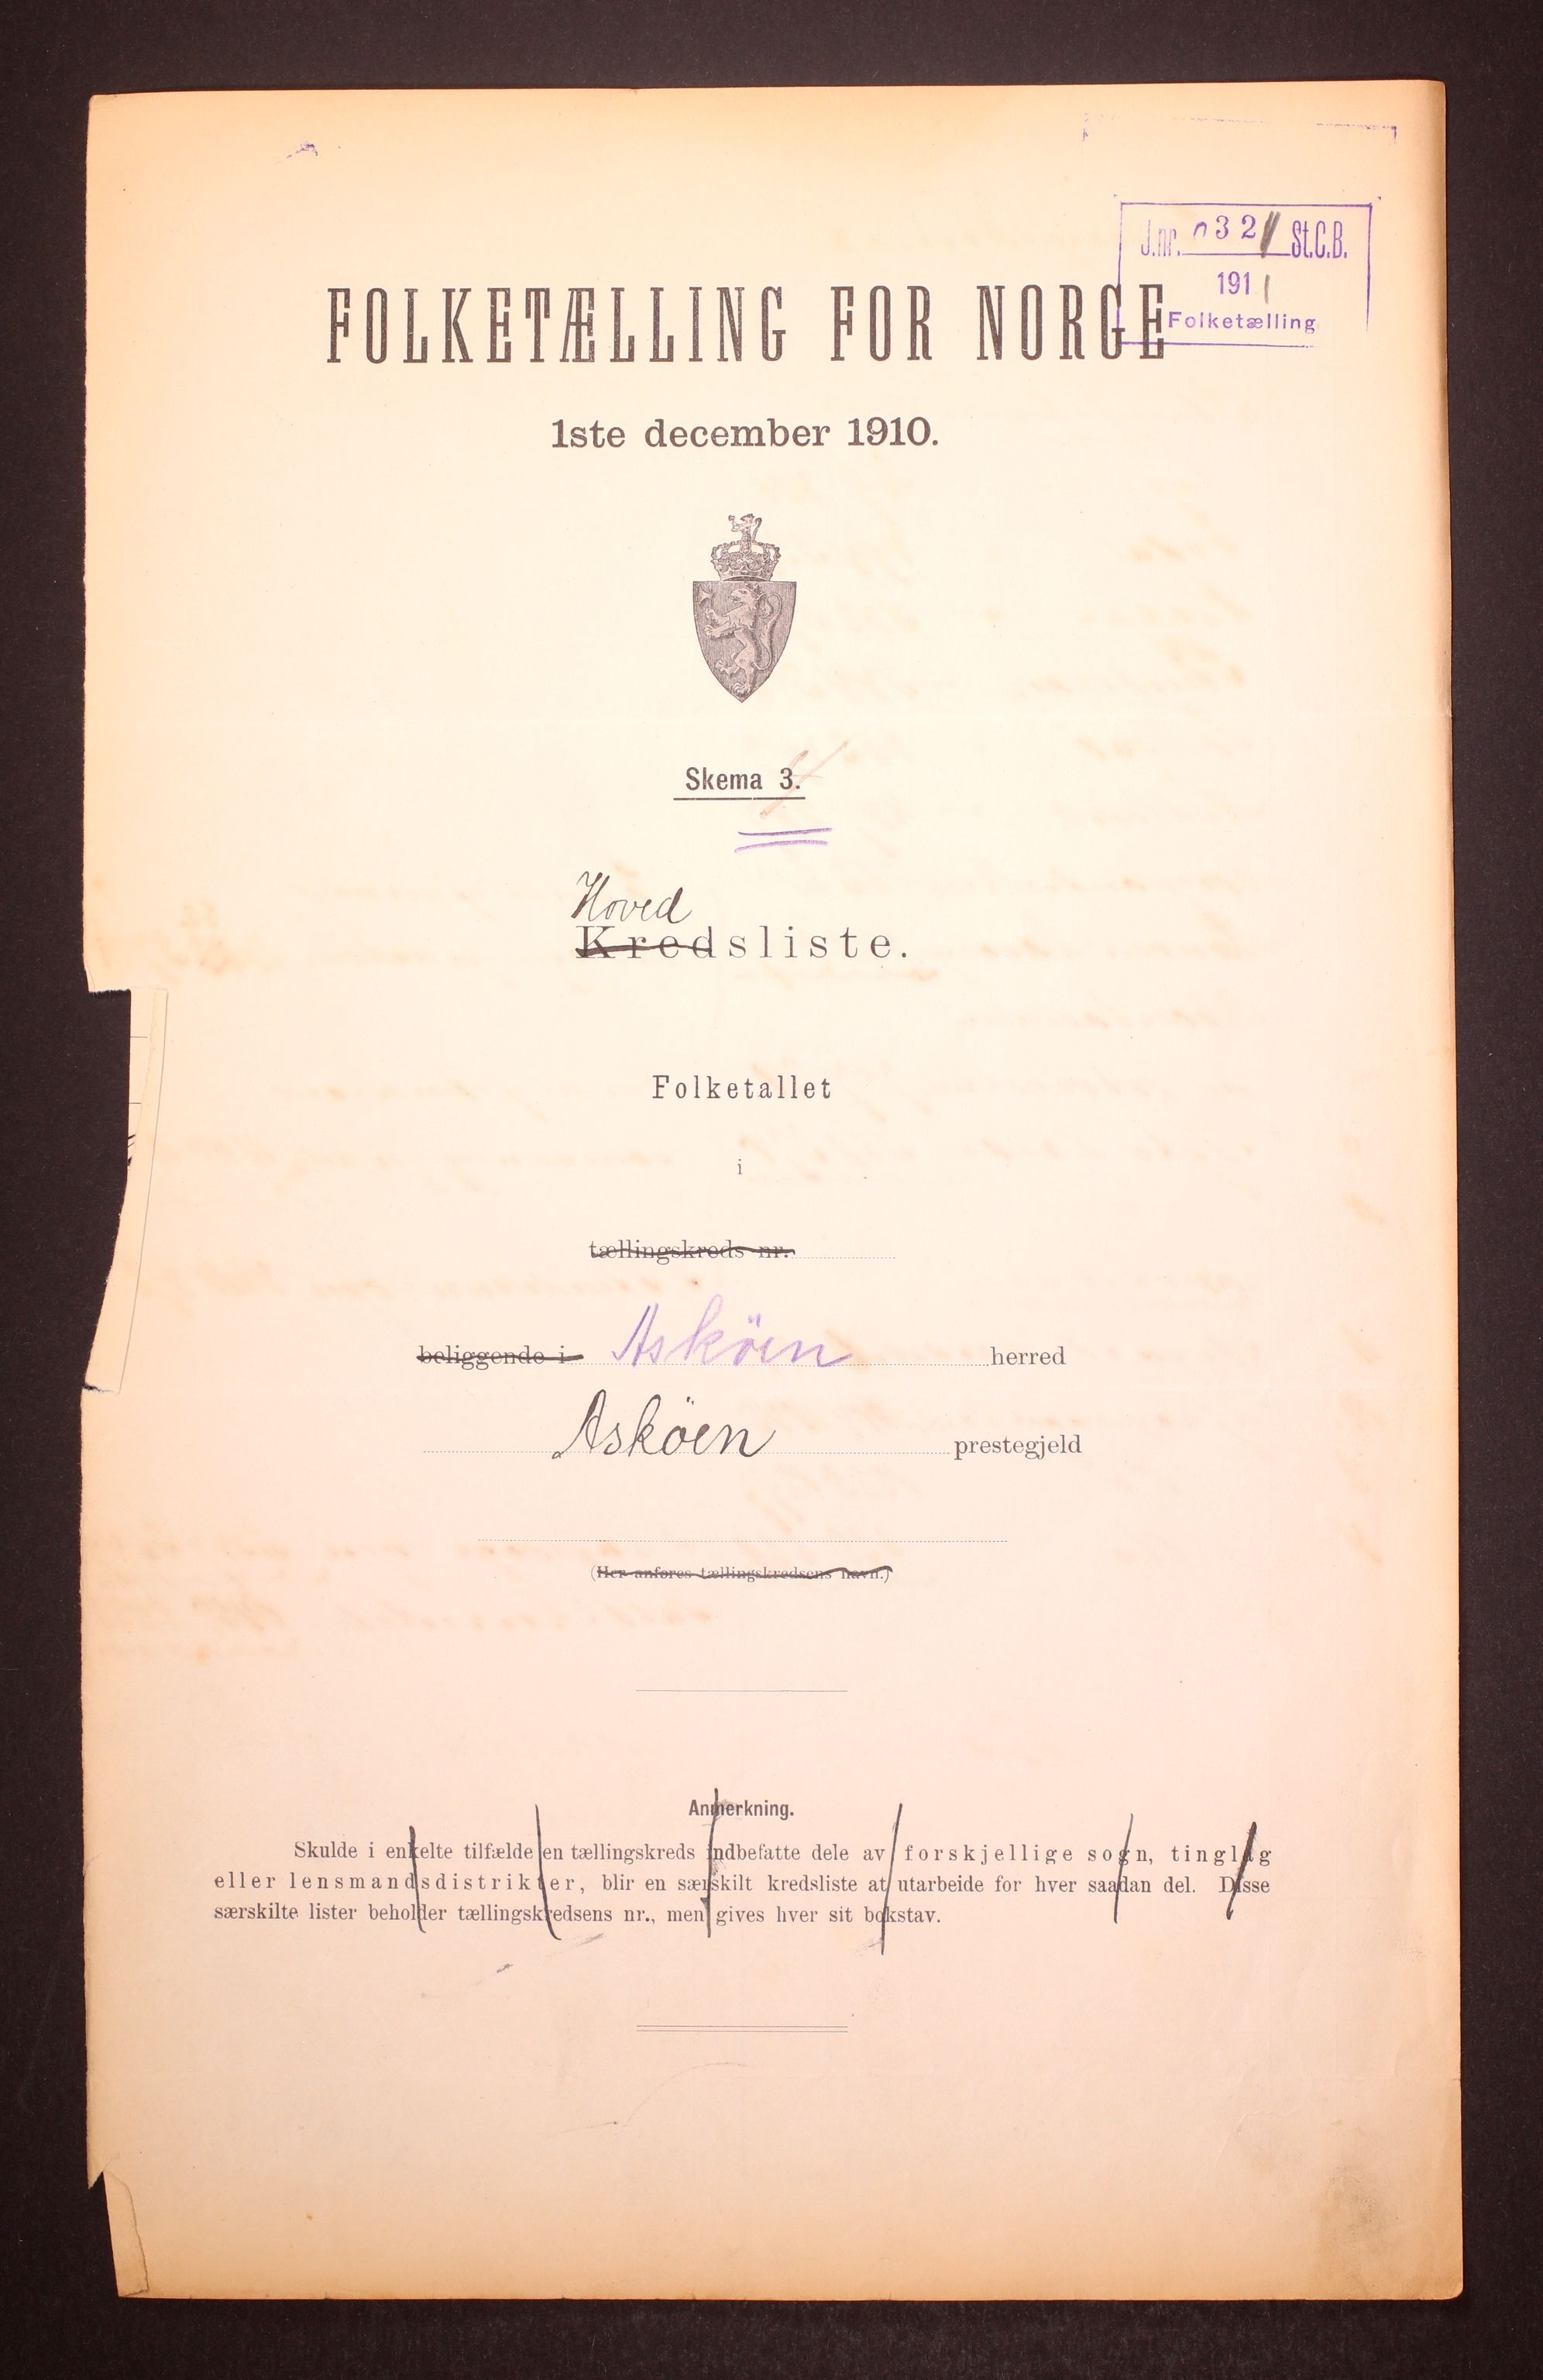 J.nr. 032 St.C.B.
1911
Folketælling
FOLKETÆLLING FOR NORGE
1ste december 1910.
Skema 3.
Hoved
Kredsliste.
Folketallet
i
tællingskreds nr.
beliggende i Asköen herred
Asköen prestegjeld
(Her anføres tællingskredsens navn.)
Anmerkning.
Skulde i enkelte tilfælde en tællingskreds indbefatte dele av forskjellige sogn, tinglag
eller lensmandsdistrikter, blir en særskilt kredsliste at utarbeide for hver saadan del. Disse
særskilte lister beholder tællingskredsens nr., men gives hver sit bokstav.